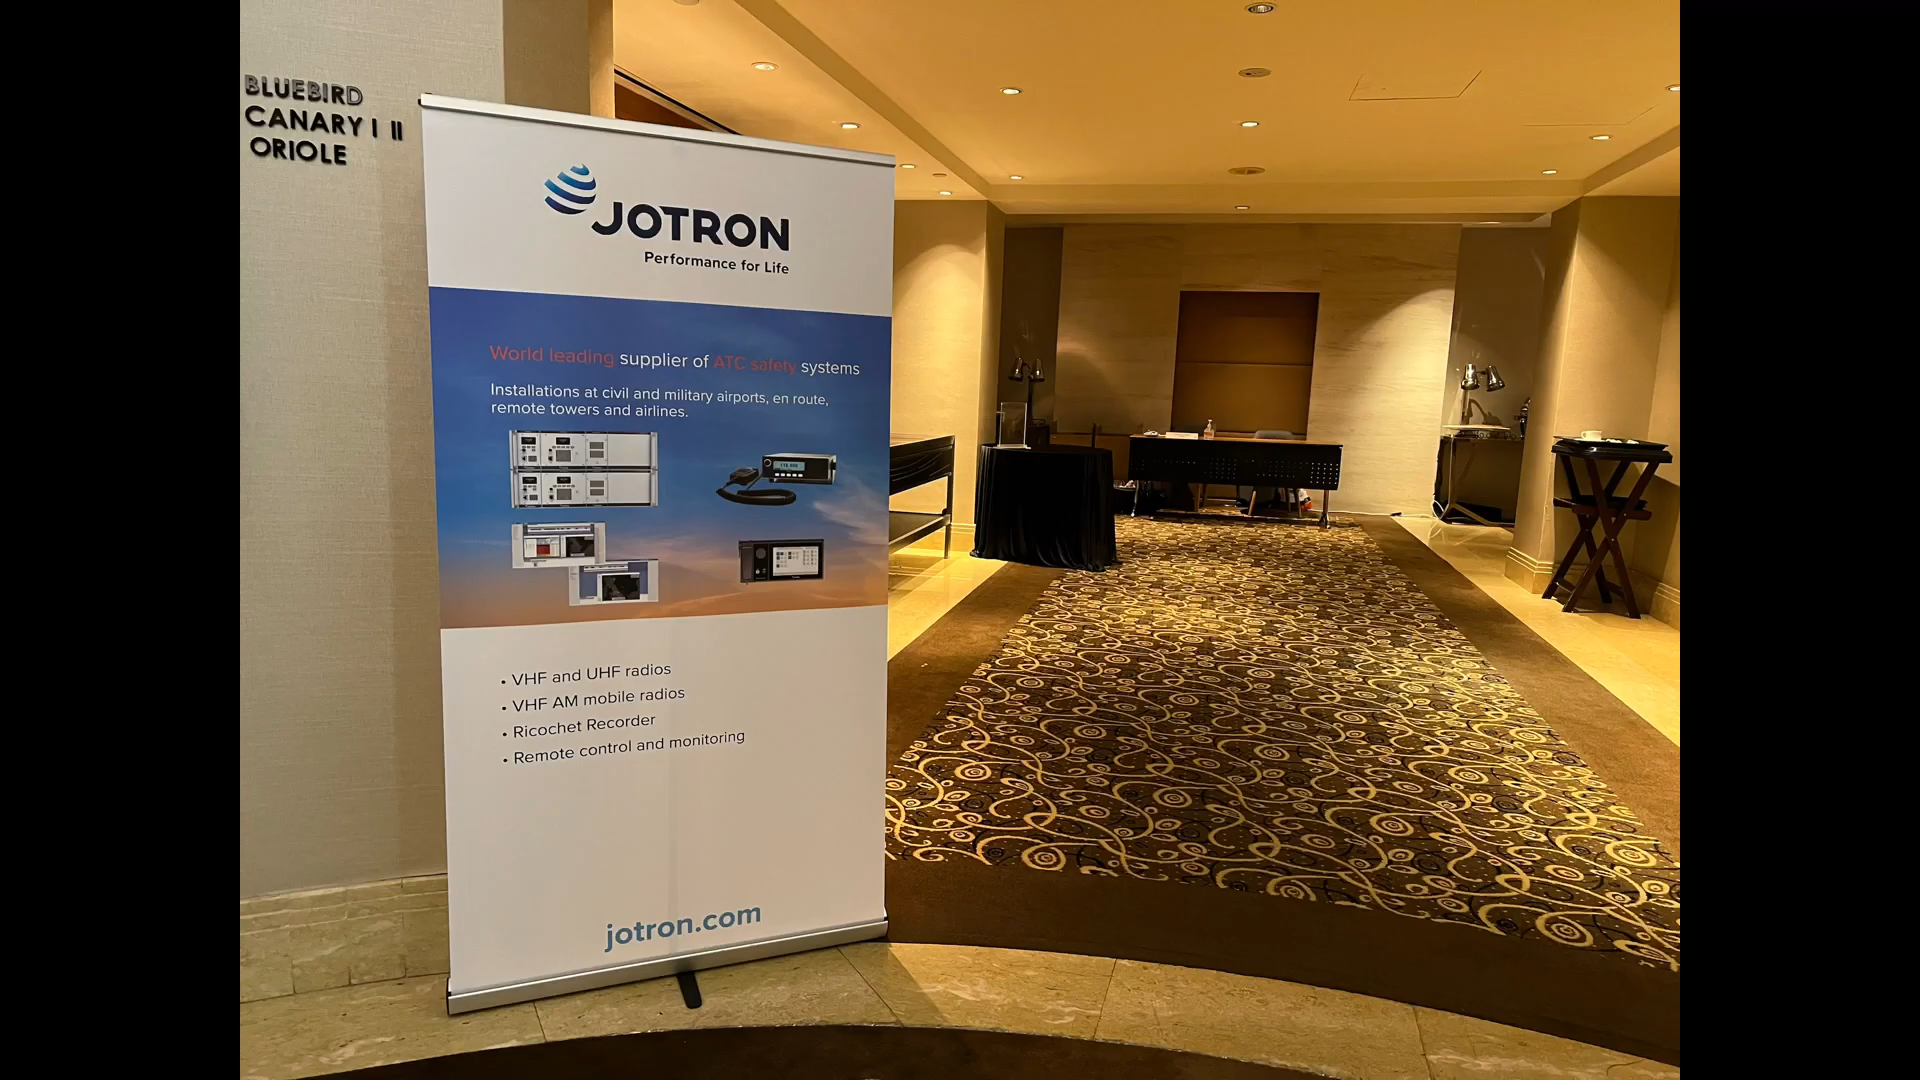 BLUEBIRD
CANARY I II
ORIOLE
JOTRON
Performance for Life
World leading supplier of ATC safety systems
Installations at civil and military airports, en route,
remote towers and airlines.
• VHF and UHF radios
• VHF AM mobile radios
• Ricochet Recorder
• Remote control and monitoring
jotron.com